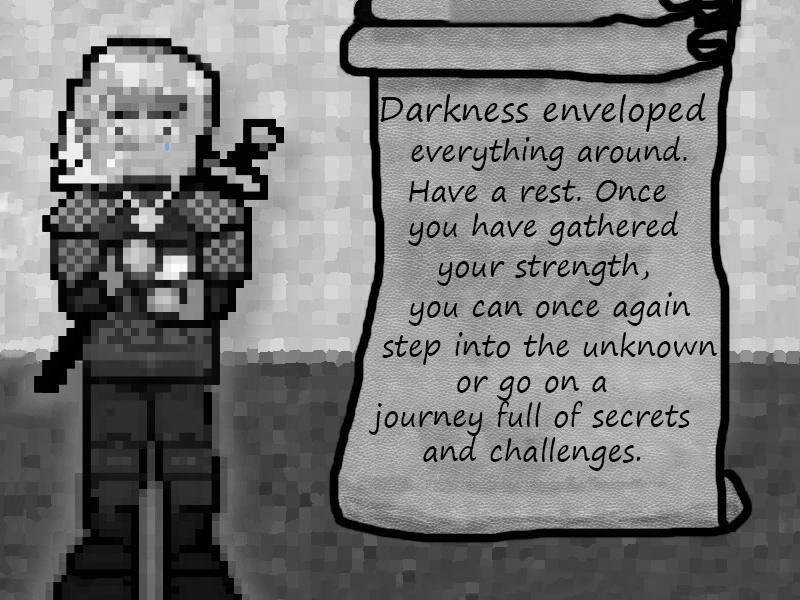 Darkness enveloped
everything around.
Have a rest. Once
you have gathered
your strength,
you can once again
step into the unknown
or go on a
journey full of secrets
and challenges.